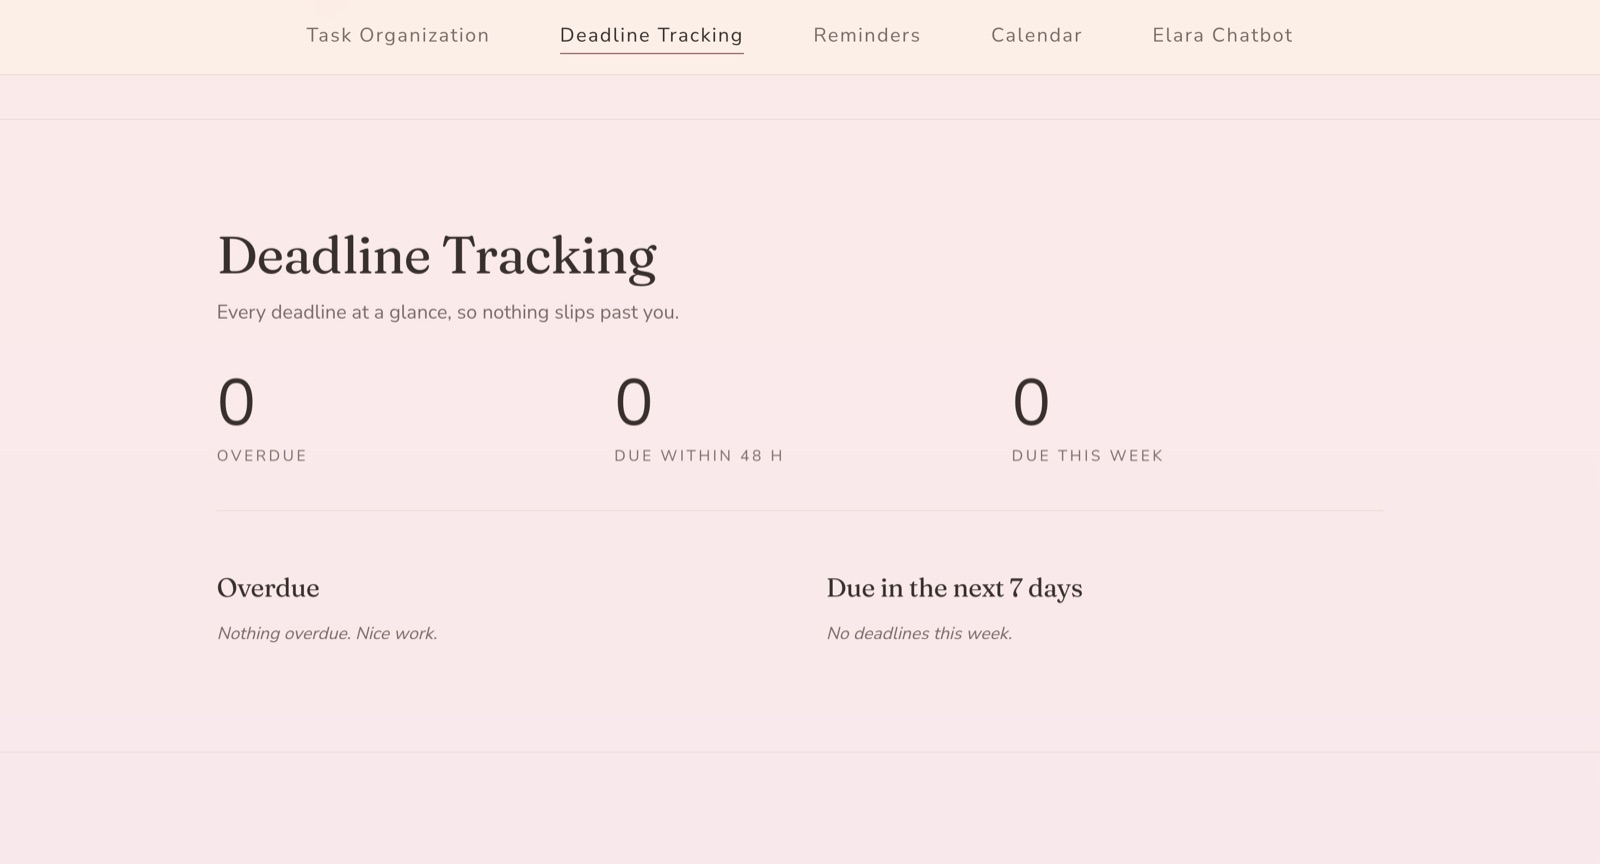 Task Organization Deadline Tracking Reminders Calendar Elara Chatbot
Deadline Tracking
Every deadline at a glance, so nothing slips past you.
0 0 0
OVERDUE DUE WITHIN 48 H DUE THIS WEEK
Overdue
Nothing overdue. Nice work.
Due in the next 7 days
No deadlines this week.